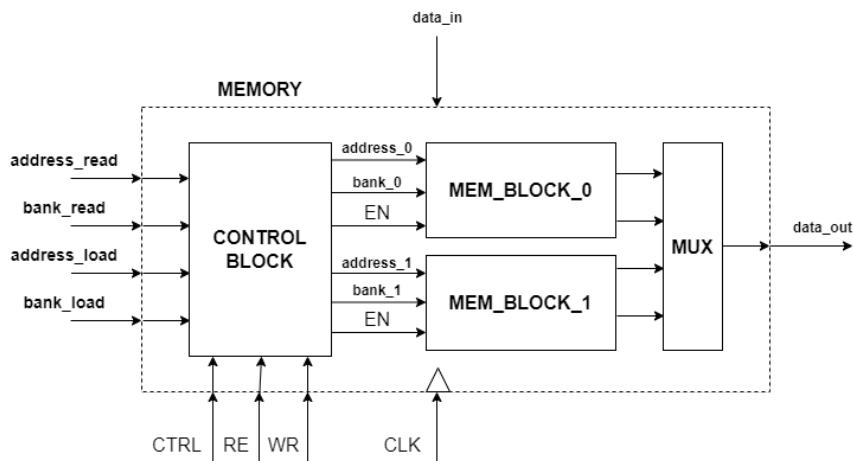 data_in
MEMORY
address_read
bank_read
address_load
bank_load
CONTROL
BLOCK
address_0
bank_0
EN
address_1
bank_1
EN
MEM_BLOCK_0
MEM_BLOCK_1
MUX
data_out
CTRL
RE
WR
CLK